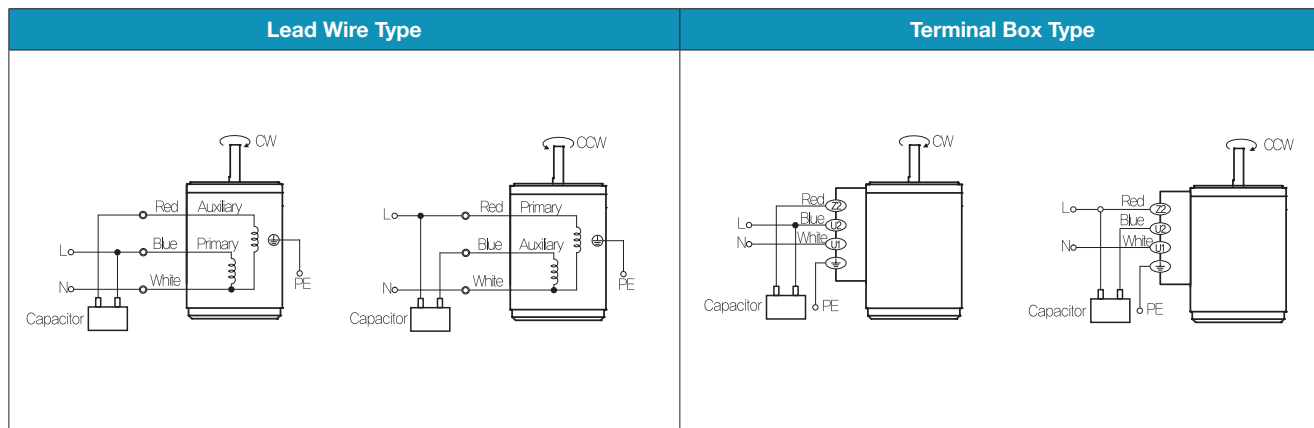 Lead Wire Type
Terminal Box Type
CW
Red Auxiliary
L Blue Primary
N White
PE
Capacitor
CCW
L Red Primary
Blue Auxiliary
N White
PE
Capacitor
CW
Red Z2
L Blue U2
N White U1
Capacitor PE
CCW
L Red Z2
Blue U2
N White U1
Capacitor PE